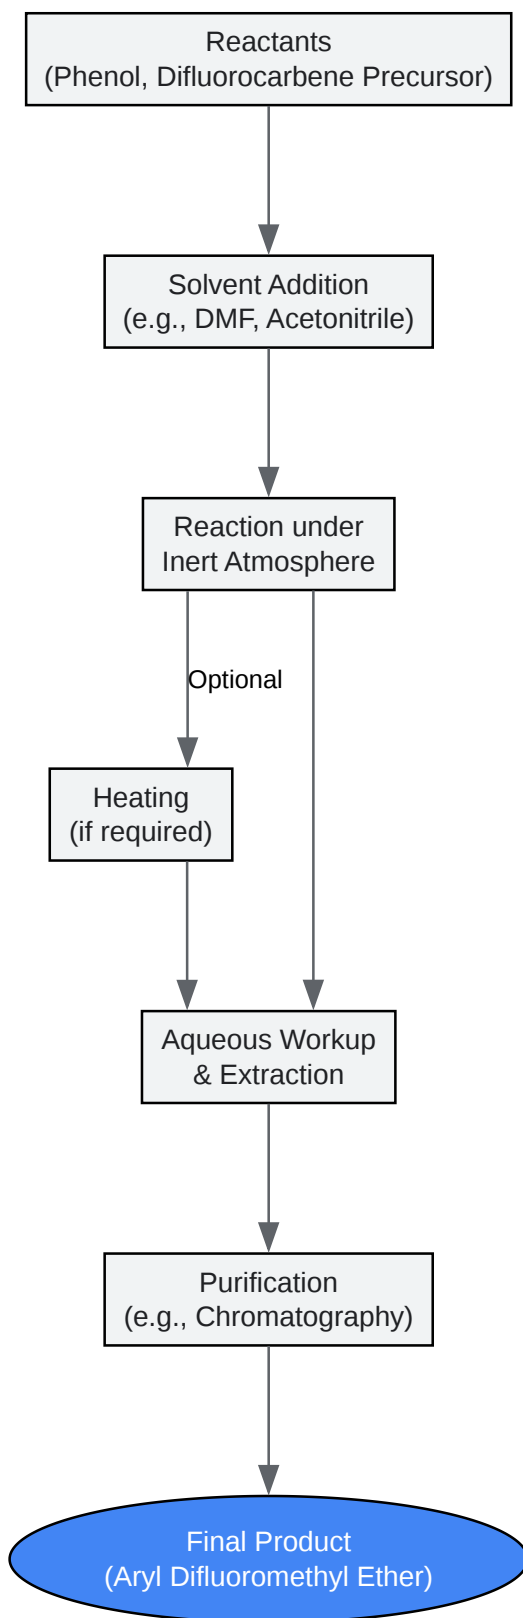 Reactants
(Phenol, Difluorocarbene Precursor)
Solvent Addition
(e.g., DMF, Acetonitrile)
Reaction under
Inert Atmosphere
Optional
Heating
(if required)
Aqueous Workup
& Extraction
Purification
(e.g., Chromatography)
Final Product
(Aryl Difluoromethyl Ether)